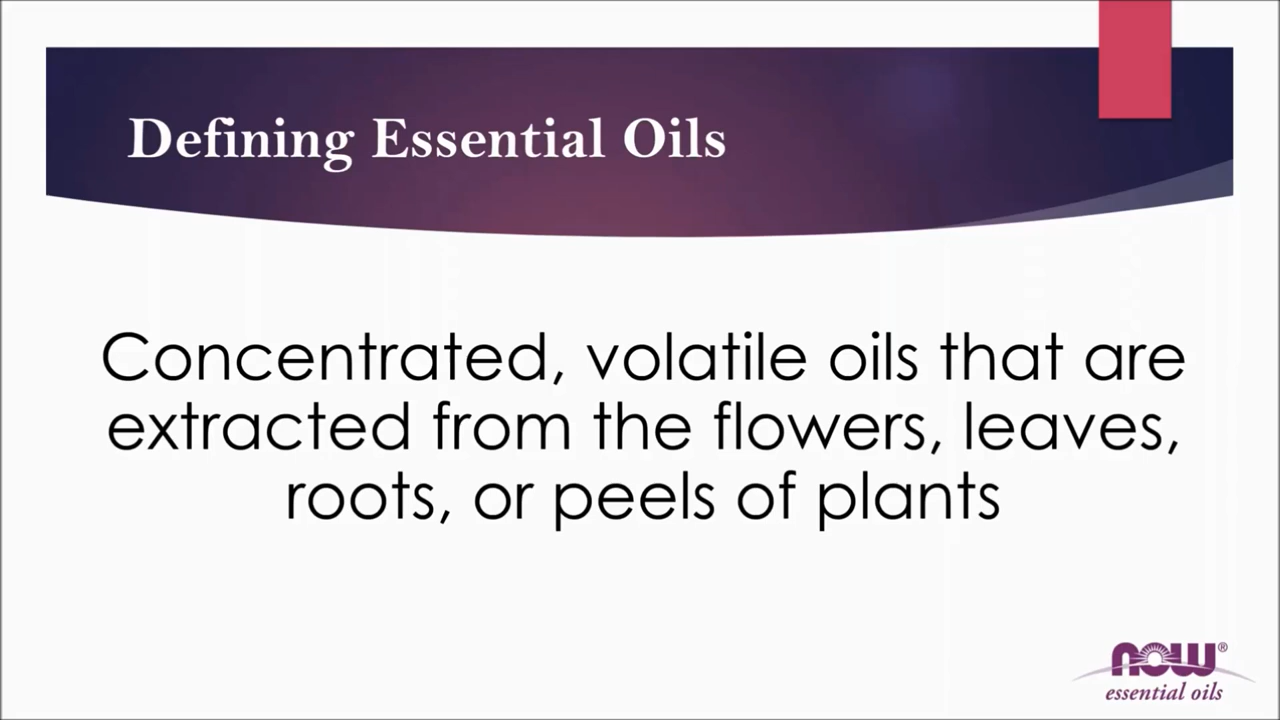 Defining Essential Oils
Concentrated, volatile oils that are
extracted from the flowers, leaves,
roots, or peels of plants
now®
essential oils